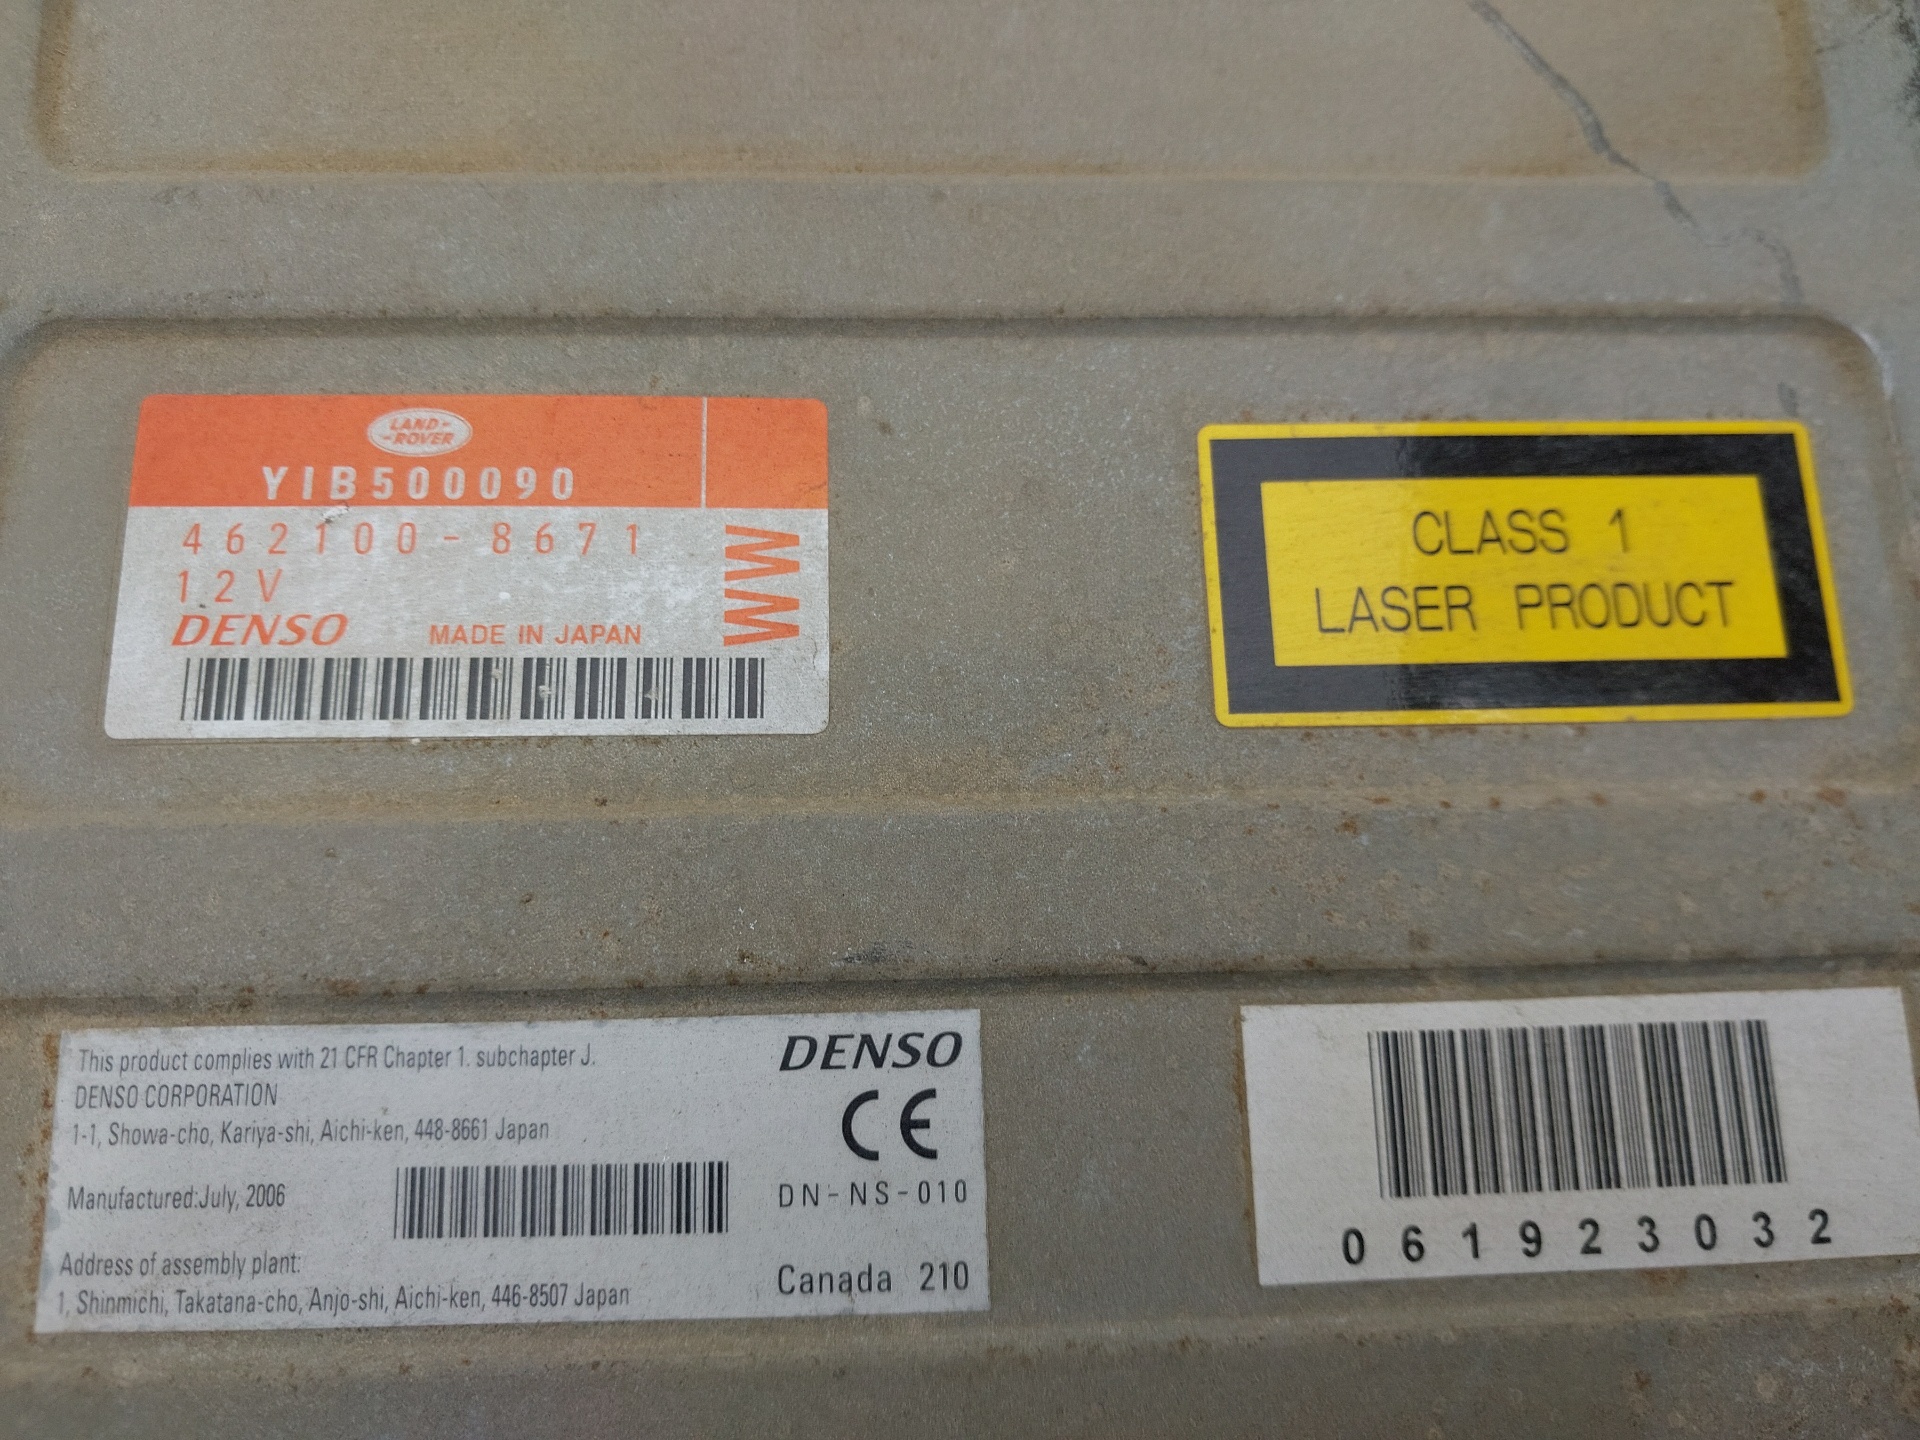 LAND-
-ROVER
YIB500090
462100-8671
12V
DENSO MADE IN JAPAN
WW
CLASS 1
LASER PRODUCT
This product complies with 21 CFR Chapter 1. subchapter J.
DENSO CORPORATION
1-1, Showa-cho, Kariya-shi, Aichi-ken, 448-8661 Japan
Manufactured:July, 2006
Address of assembly plant:
1, Shinmichi, Takatana-cho, Anjo-shi, Aichi-ken, 446-8507 Japan
DENSO
CE
DN-NS-010
Canada 210
061923032